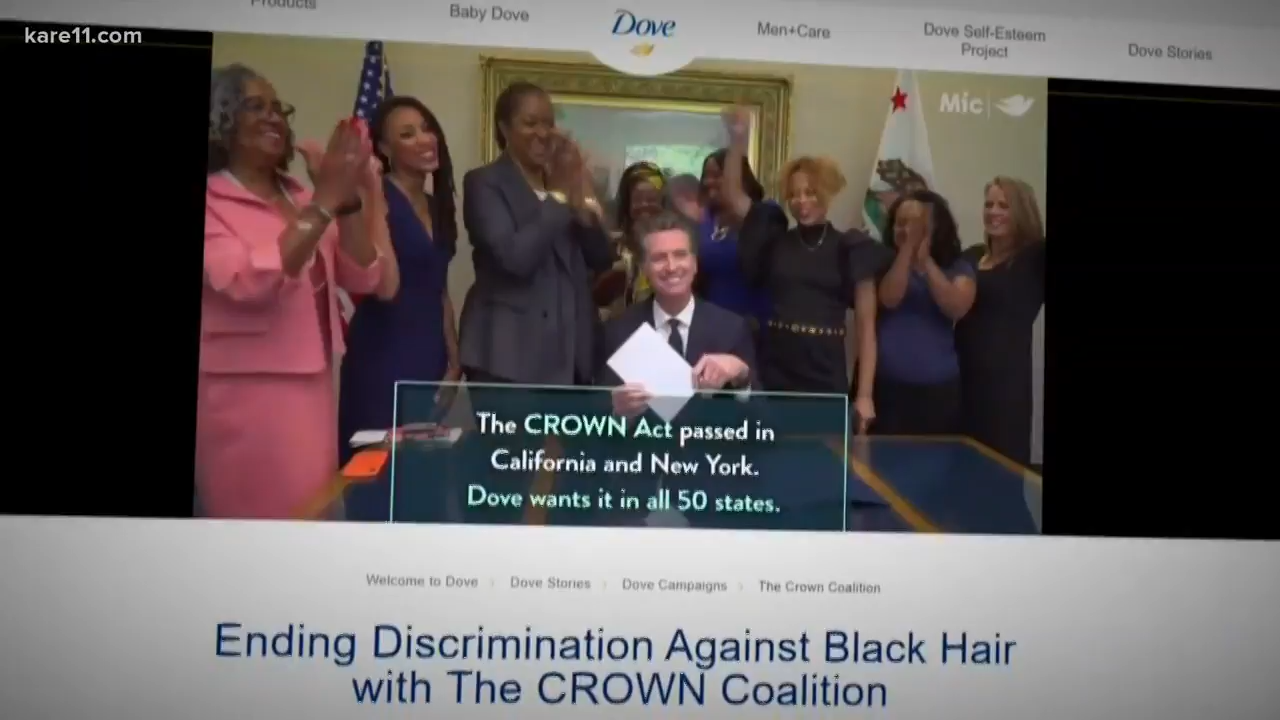 kare11.com
Products
Baby Dove
Dove
Men+Care
Dove Self-Esteem
Project
Dove Stories
Mic
The CROWN Act passed in
California and New York.
Dove wants it in all 50 states.
Welcome to Dove
Dove Stories
Dove Campaigns
The Crown Coalition
Ending Discrimination Against Black Hair
with The CROWN Coalition